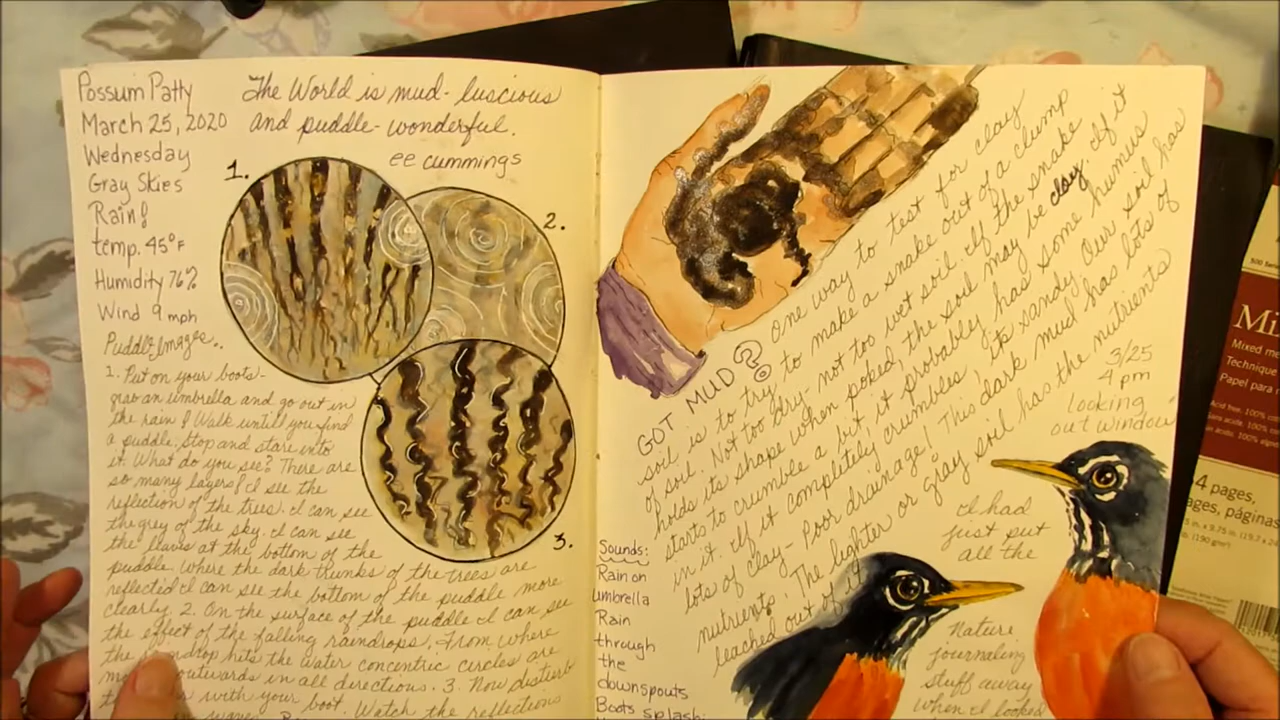 Possum Patty
March 25, 2020
Wednesday
Gray Skies
Rain!
temp. 45°F
Humidity 76%
Wind 9 mph
The World is mud-luscious
and puddle-wonderful.
ee cummings
1.
2.
3.
Puddle Images..
1. Put on your boots-
grab an umbrella and go out in
the rain! Walk untill you find
a puddle. Stop and stare into
it. What do you see? There are
so many layers! I see the
reflection of the trees. I can see
the grey of the sky. I can see
the leaves at the bottom of the
puddle. Where the dark trunks of the trees are
reflected I can see the bottom of the puddle more
clearly. 2. On the surface of the puddle I can see
the effect of the falling raindrops. From where
the raindrop hits the water concentric circles are
outwards in all directions. 3. Now disturb
with your boot. Watch the reflections
waves.
GOT MUD? One way to test for clay
soil is to try to make a snake out of a clump
of soil. Not too dry-not too wet soil. If the snake
holds its shape when poked, the soil may be clay. If it
starts to crumble a bit it probably has some humus
in it. If it completely crumbles, its sandy. Our soil has
lots of clay. Poor drainage! This dark mud has lots of
nutrients! The lighter or gray soil has the nutrients
leached out of it.
Sounds:
Rain on
umbrella
Rain
through
the
downspouts
Boots splash:
3/25
4 pm
looking
out window
I had
just put
all the
Nature
journaling
stuff away
when I looked
500 Seri
Mi
Mixed me
Technique
Papel para
Acid free, 100%
4 pages,
páginas